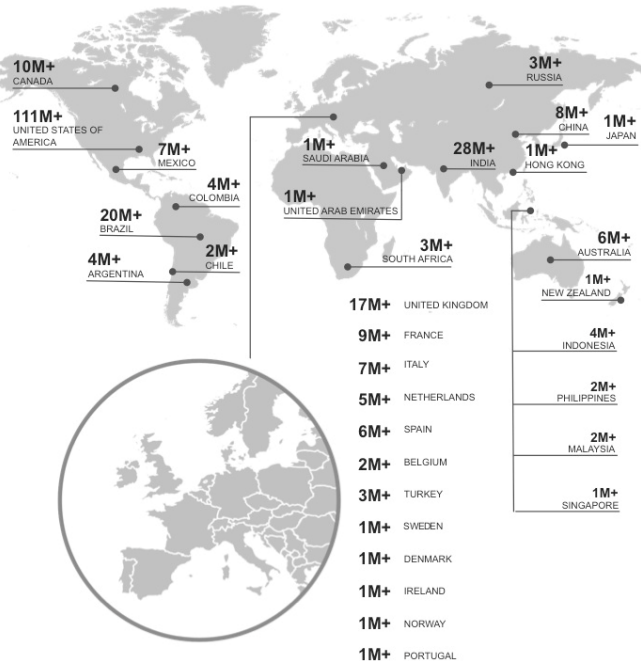 10M+
CANADA
111M+
UNITED STATES OF
AMERICA
7M+
MEXICO
4M+
COLOMBIA
20M+
BRAZIL
2M+
CHILE
4M+
ARGENTINA
3M+
RUSSIA
8M+
CHINA
1M+
JAPAN
1M+
SAUDI ARABIA
28M+
INDIA
1M+
HONG KONG
1M+
UNITED ARAB EMIRATES
3M+
SOUTH AFRICA
6M+
AUSTRALIA
1M+
NEW ZEALAND
4M+
INDONESIA
2M+
PHILIPPINES
2M+
MALAYSIA
1M+
SINGAPORE
17M+ UNITED KINGDOM
9M+ FRANCE
7M+ ITALY
5M+ NETHERLANDS
6M+ SPAIN
2M+ BELGIUM
3M+ TURKEY
1M+ SWEDEN
1M+ DENMARK
1M+ IRELAND
1M+ NORWAY
1M+ PORTUGAL